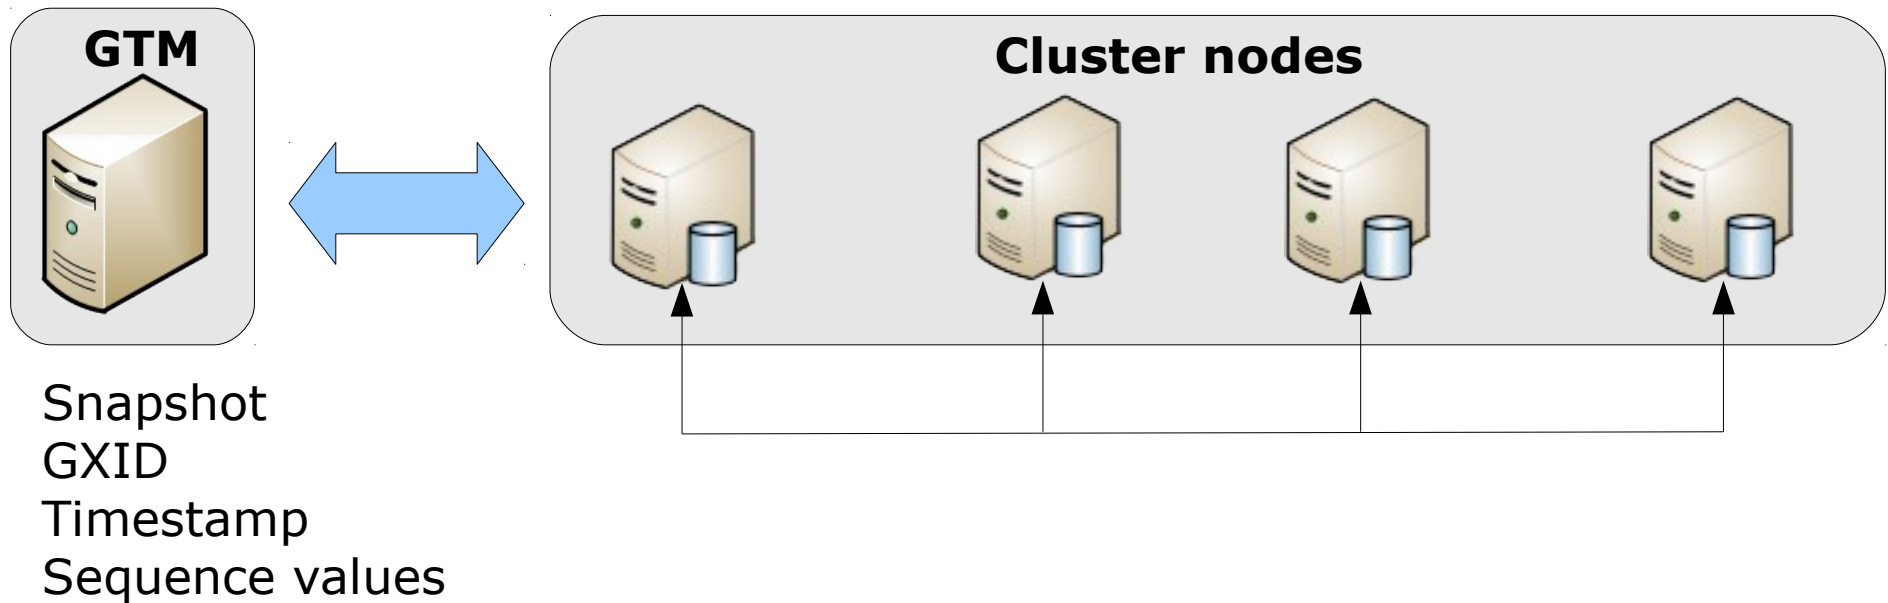 GTM
Cluster nodes
Snapshot
GXID
Timestamp
Sequence values